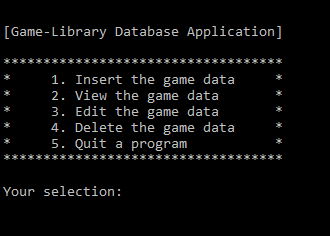 [Game-Library Database Application]
***********************************
*     1. Insert the game data     *
*     2. View the game data       *
*     3. Edit the game data       *
*     4. Delete the game data     *
*     5. Quit a program           *
***********************************
Your selection: